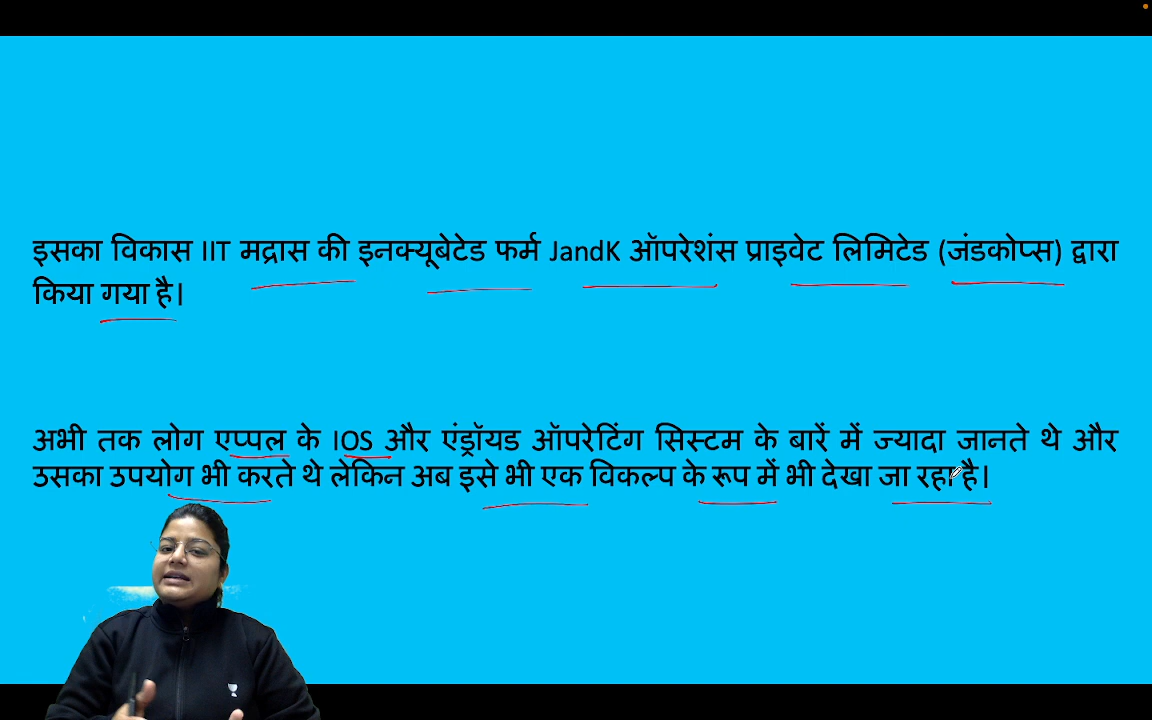 इसका विकास IIT मद्रास की इनक्यूबेटेड फर्म JandK ऑपरेशंस प्राइवेट लिमिटेड (जंडकोप्स) द्वारा
किया गया है।
अभी तक लोग एप्पल के IOS और एंड्रॉयड ऑपरेटिंग सिस्टम के बारें में ज्यादा जानते थे और
उसका उपयोग भी करते थे लेकिन अब इसे भी एक विकल्प के रूप में भी देखा जा रहा है।